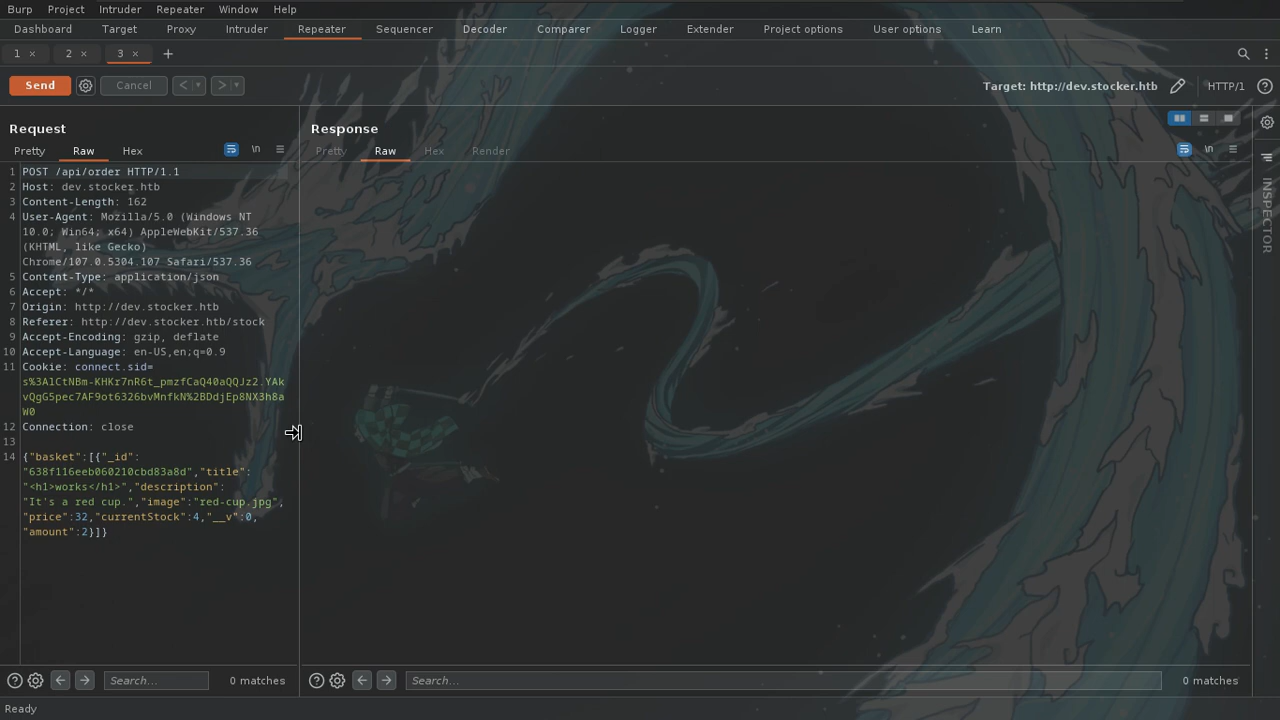 Burp Project Intruder Repeater Window Help
Dashboard Target Proxy Intruder Repeater Sequencer Decoder Comparer Logger Extender Project options User options Learn
1 × 2 × 3 × +
Send Cancel < > Target: http://dev.stocker.htb HTTP/1
Request
Pretty Raw Hex \n
1 POST /api/order HTTP/1.1
2 Host: dev.stocker.htb
3 Content-Length: 162
4 User-Agent: Mozilla/5.0 (Windows NT
10.0; Win64; x64) AppleWebKit/537.36
(KHTML, like Gecko)
Chrome/107.0.5304.107 Safari/537.36
5 Content-Type: application/json
6 Accept: */*
7 Origin: http://dev.stocker.htb
8 Referer: http://dev.stocker.htb/stock
9 Accept-Encoding: gzip, deflate
10 Accept-Language: en-US,en;q=0.9
11 Cookie: connect.sid=
s%3AlCtNBm-KHKr7nR6t_pmzfCaQ40aQQJz2.YAk
vQgG5pec7AF9ot6326bvMnfkN%2BDdjEp8NX3h8a
W0
12 Connection: close
13
14 {"basket":[{"_id":
"638f116eeb060210cbd83a8d","title":
"<h1>works</h1>","description":
"It's a red cup.","image":"red-cup.jpg",
"price":32,"currentStock":4,"__v":0,
"amount":2}]}
Search... 0 matches
Response
Pretty Raw Hex Render \n
Search... 0 matches
INSPECTOR
Ready